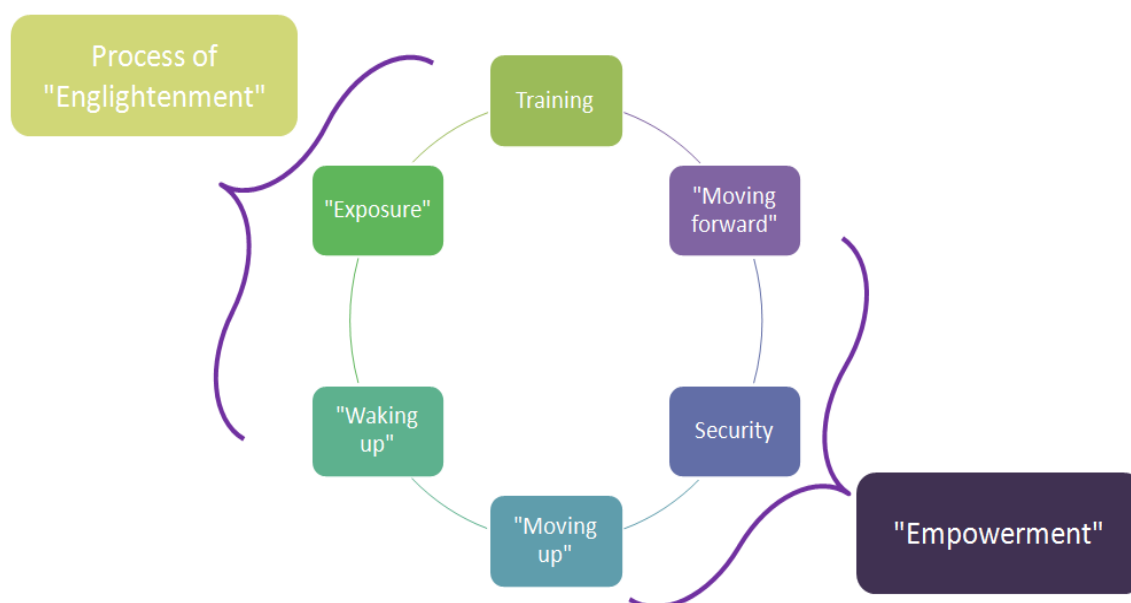 Process of
"Englightenment"
Training
"Exposure"
"Moving
forward"
"Waking
up"
Security
"Moving
up"
"Empowerment"